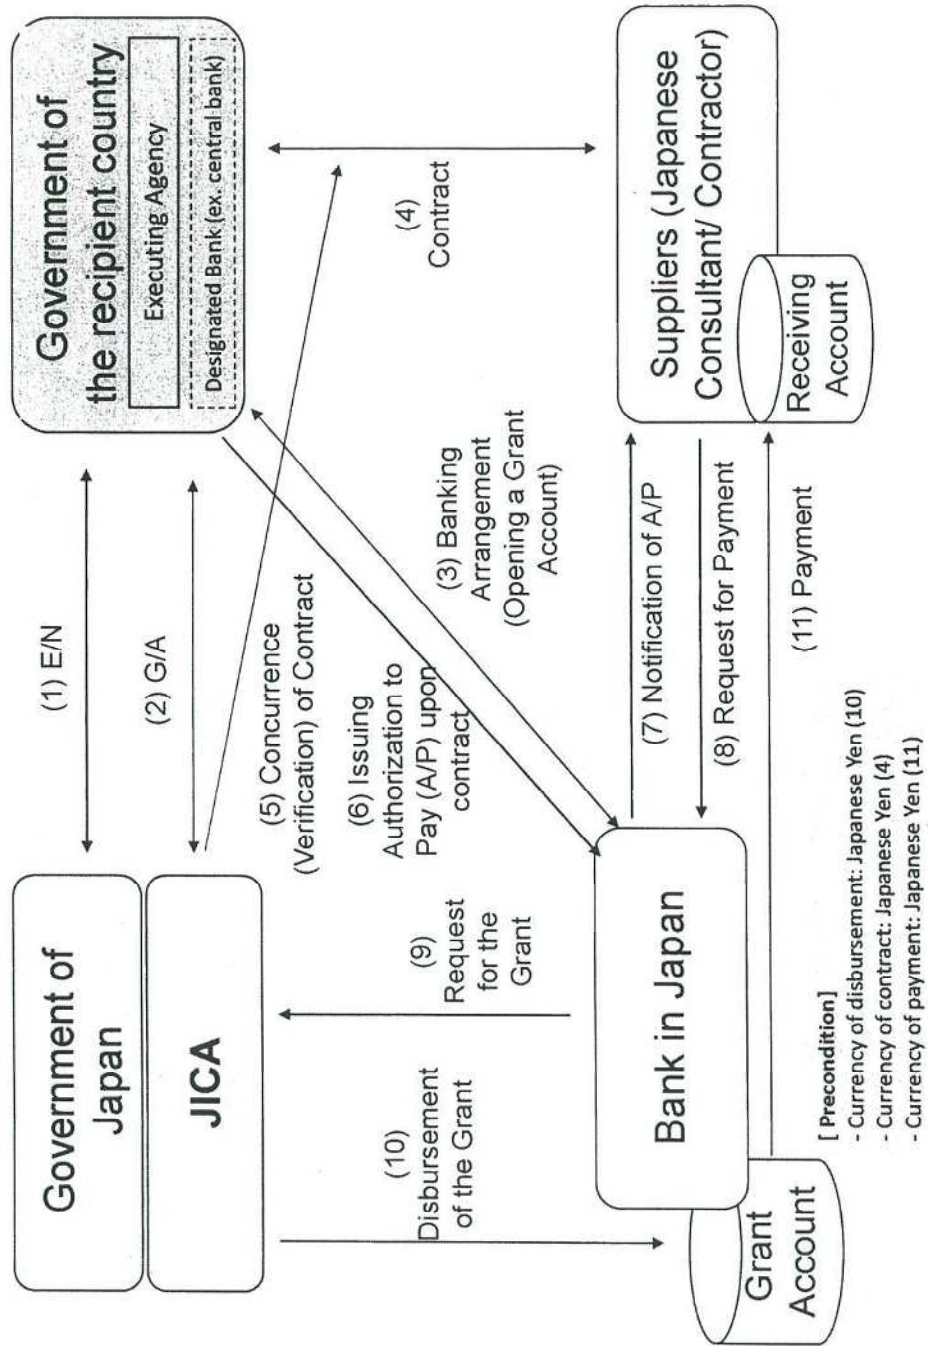 Government of
Japan
JICA
Government of
the recipient country
Executing Agency
Designated Bank (ex. central bank)
(1) E/N
(2) G/A
(5) Concurrence
(Verification) of Contract
(6) Issuing
Authorization to
Pay (A/P) upon
contract
(3) Banking
Arrangement
(Opening a Grant
Account)
(4)
Contract
(9)
Request
for the
Grant
(10)
Disbursement
of the Grant
Bank in Japan
Grant
Account
(7) Notification of A/P
(8) Request for Payment
(11) Payment
Suppliers (Japanese
Consultant/ Contractor)
Receiving
Account
[ Precondition]
- Currency of disbursement: Japanese Yen (10)
- Currency of contract: Japanese Yen (4)
- Currency of payment: Japanese Yen (11)